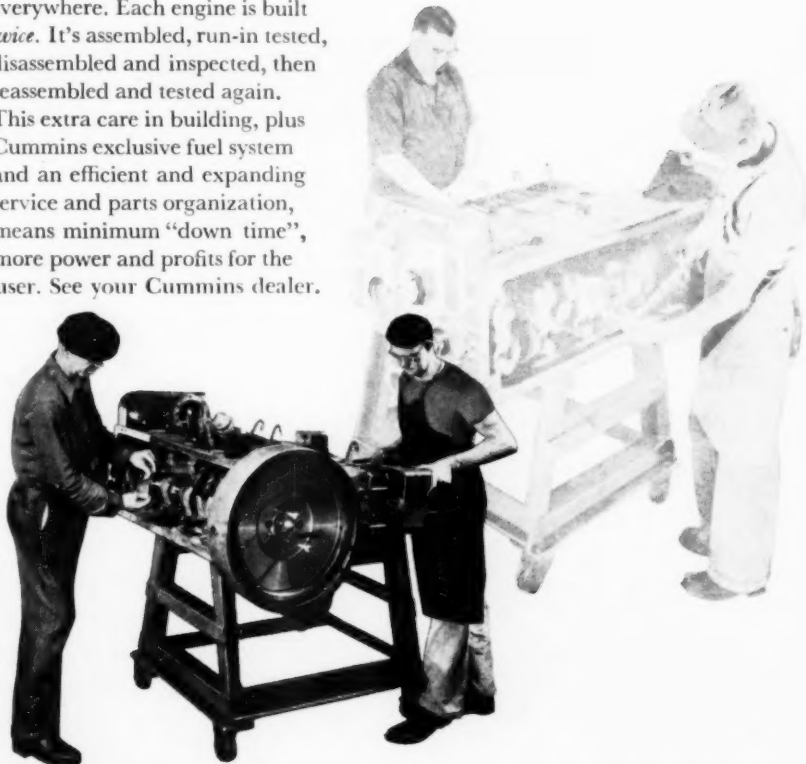 verywhere. Each engine is built
wice. It's assembled, run-in tested,
disassembled and inspected, then
eassembled and tested again.
This extra care in building, plus
Cummins exclusive fuel system
and an efficient and expanding
ervice and parts organization,
means minimum "down time",
more power and profits for the
user. See your Cummins dealer.